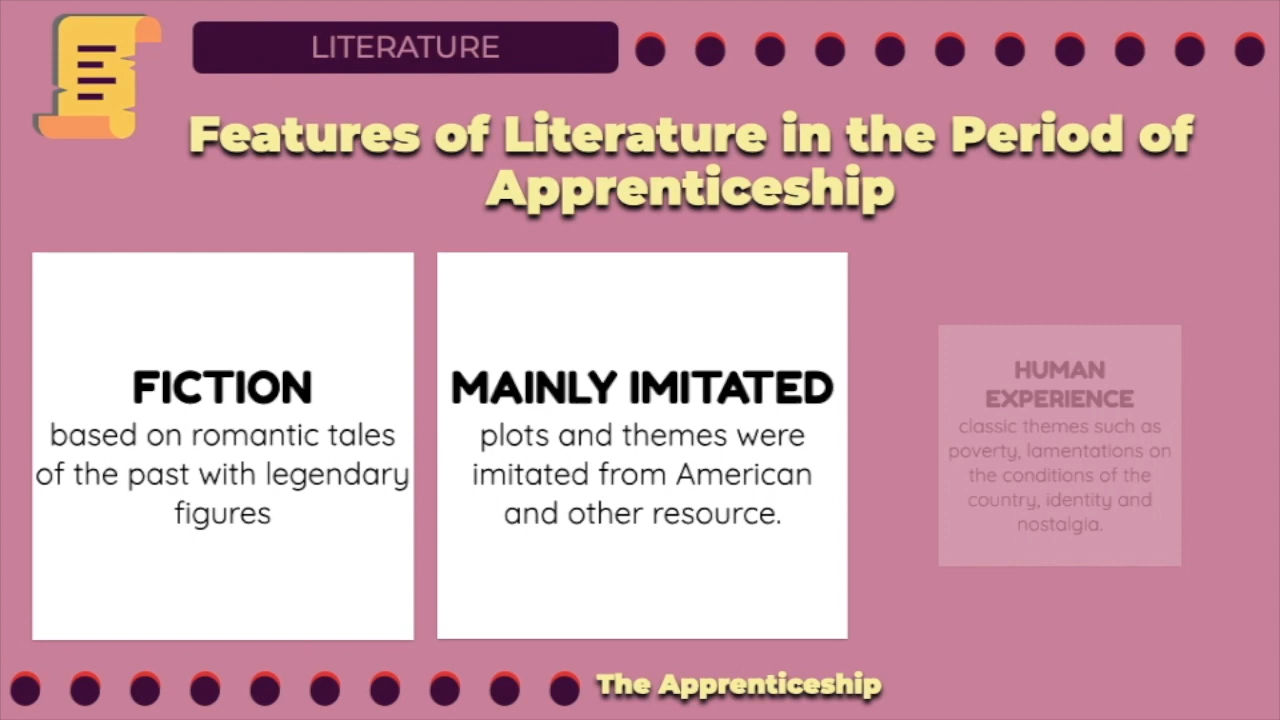 LITERATURE
Features of Literature in the Period of
Apprenticeship
FICTION
based on romantic tales
of the past with legendary
figures
MAINLY IMITATED
plots and themes were
imitated from American
and other resource.
HUMAN
EXPERIENCE
classic themes such as
poverty, lamentations on
the conditions of the
country, identity and
nostalgia.
The Apprenticeship